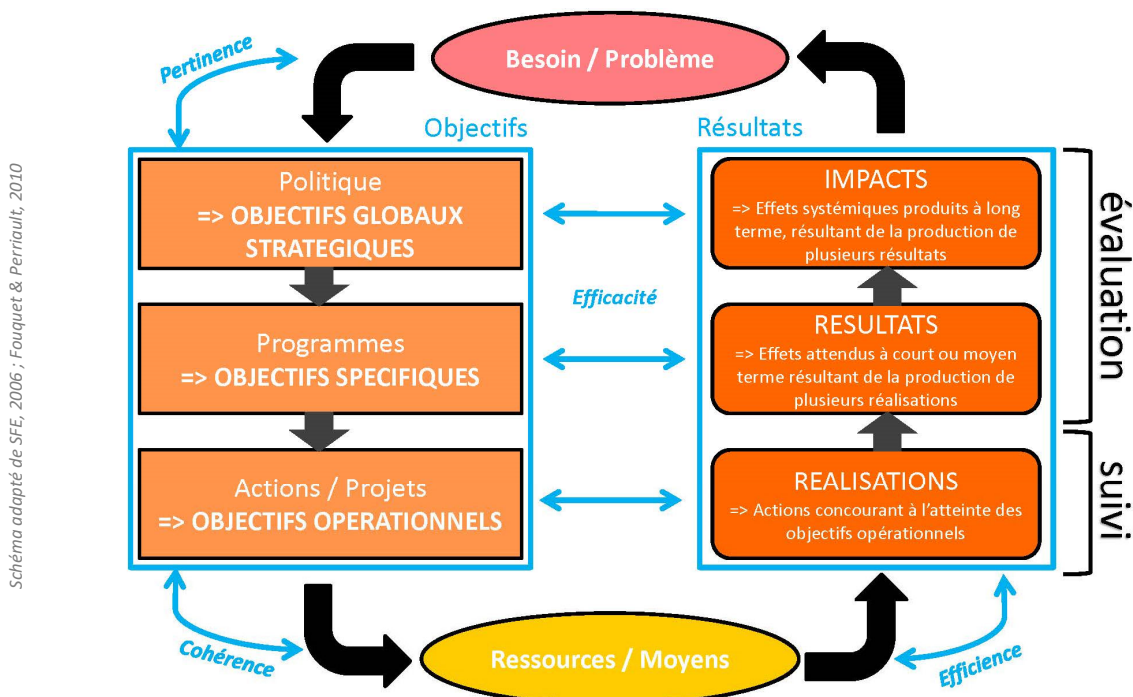 Pertinence
Besoin / Problème
Objectifs
Résultats
Politique
=> OBJECTIFS GLOBAUX
STRATEGIQUES
Programmes
=> OBJECTIFS SPECIFIQUES
Actions / Projets
=> OBJECTIFS OPERATIONNELS
Efficacité
IMPACTS
=> Effets systémiques produits à long
terme, résultant de la production de
plusieurs résultats
RESULTATS
=> Effets attendus à court ou moyen
terme résultant de la production de
plusieurs réalisations
REALISATIONS
=> Actions concourant à l’atteinte des
objectifs opérationnels
évaluation
suivi
Cohérence
Ressources / Moyens
Efficience
Schéma adapté de SFE, 2006 ; Fouquet & Perriault, 2010